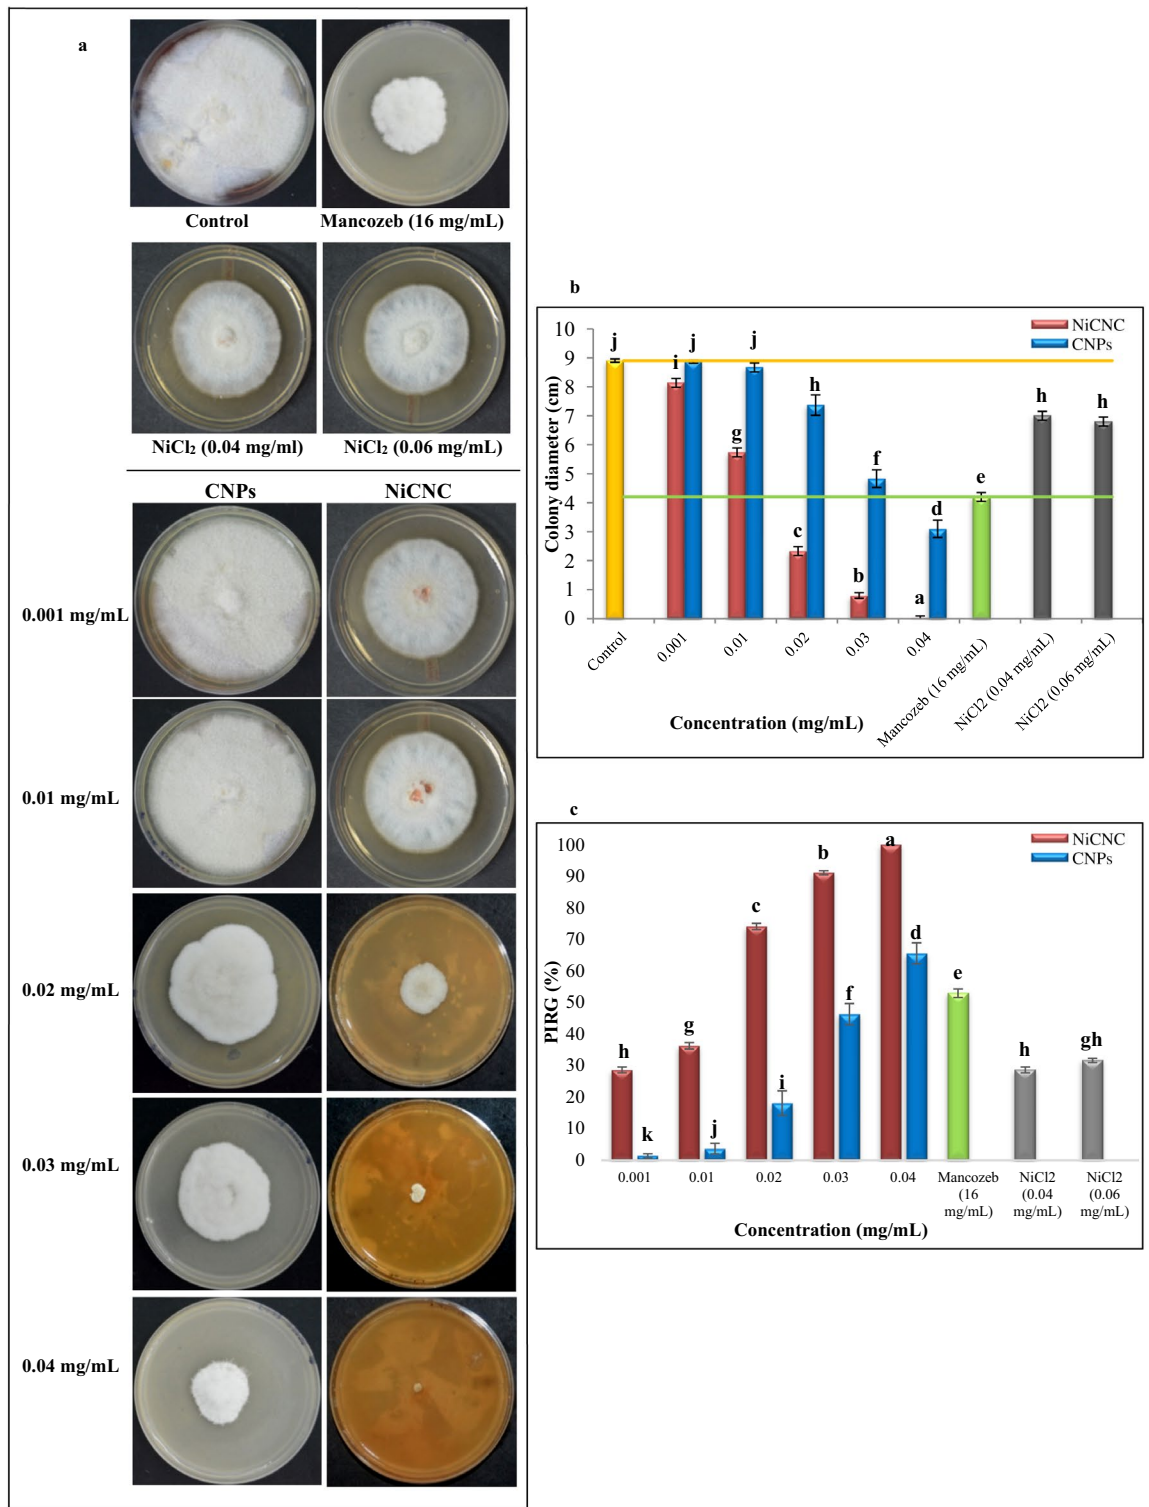 a
Control
Mancozeb (16 mg/mL)
NiCl₂ (0.04 mg/ml)
NiCl₂ (0.06 mg/mL)
CNPs
NiCNC
0.001 mg/mL
0.01 mg/mL
0.02 mg/mL
0.03 mg/mL
0.04 mg/mL
b
NiCNC
CNPs
Colony diameter (cm)
10
9
8
7
6
5
4
3
2
1
0
j
i
j
g
j
c
h
b
f
a
d
e
h
h
Control
0.001
0.01
0.02
0.03
0.04
Mancozeb (16 mg/mL)
NiCl2 (0.04 mg/mL)
NiCl2 (0.06 mg/mL)
Concentration (mg/mL)
c
NiCNC
CNPs
PIRG (%)
100
90
80
70
60
50
40
30
20
10
0
h
k
g
j
c
i
b
f
a
d
e
h
gh
0.001
0.01
0.02
0.03
0.04
Mancozeb
(16
mg/mL)
NiCl2
(0.04
mg/mL)
NiCl2
(0.06
mg/mL)
Concentration (mg/mL)